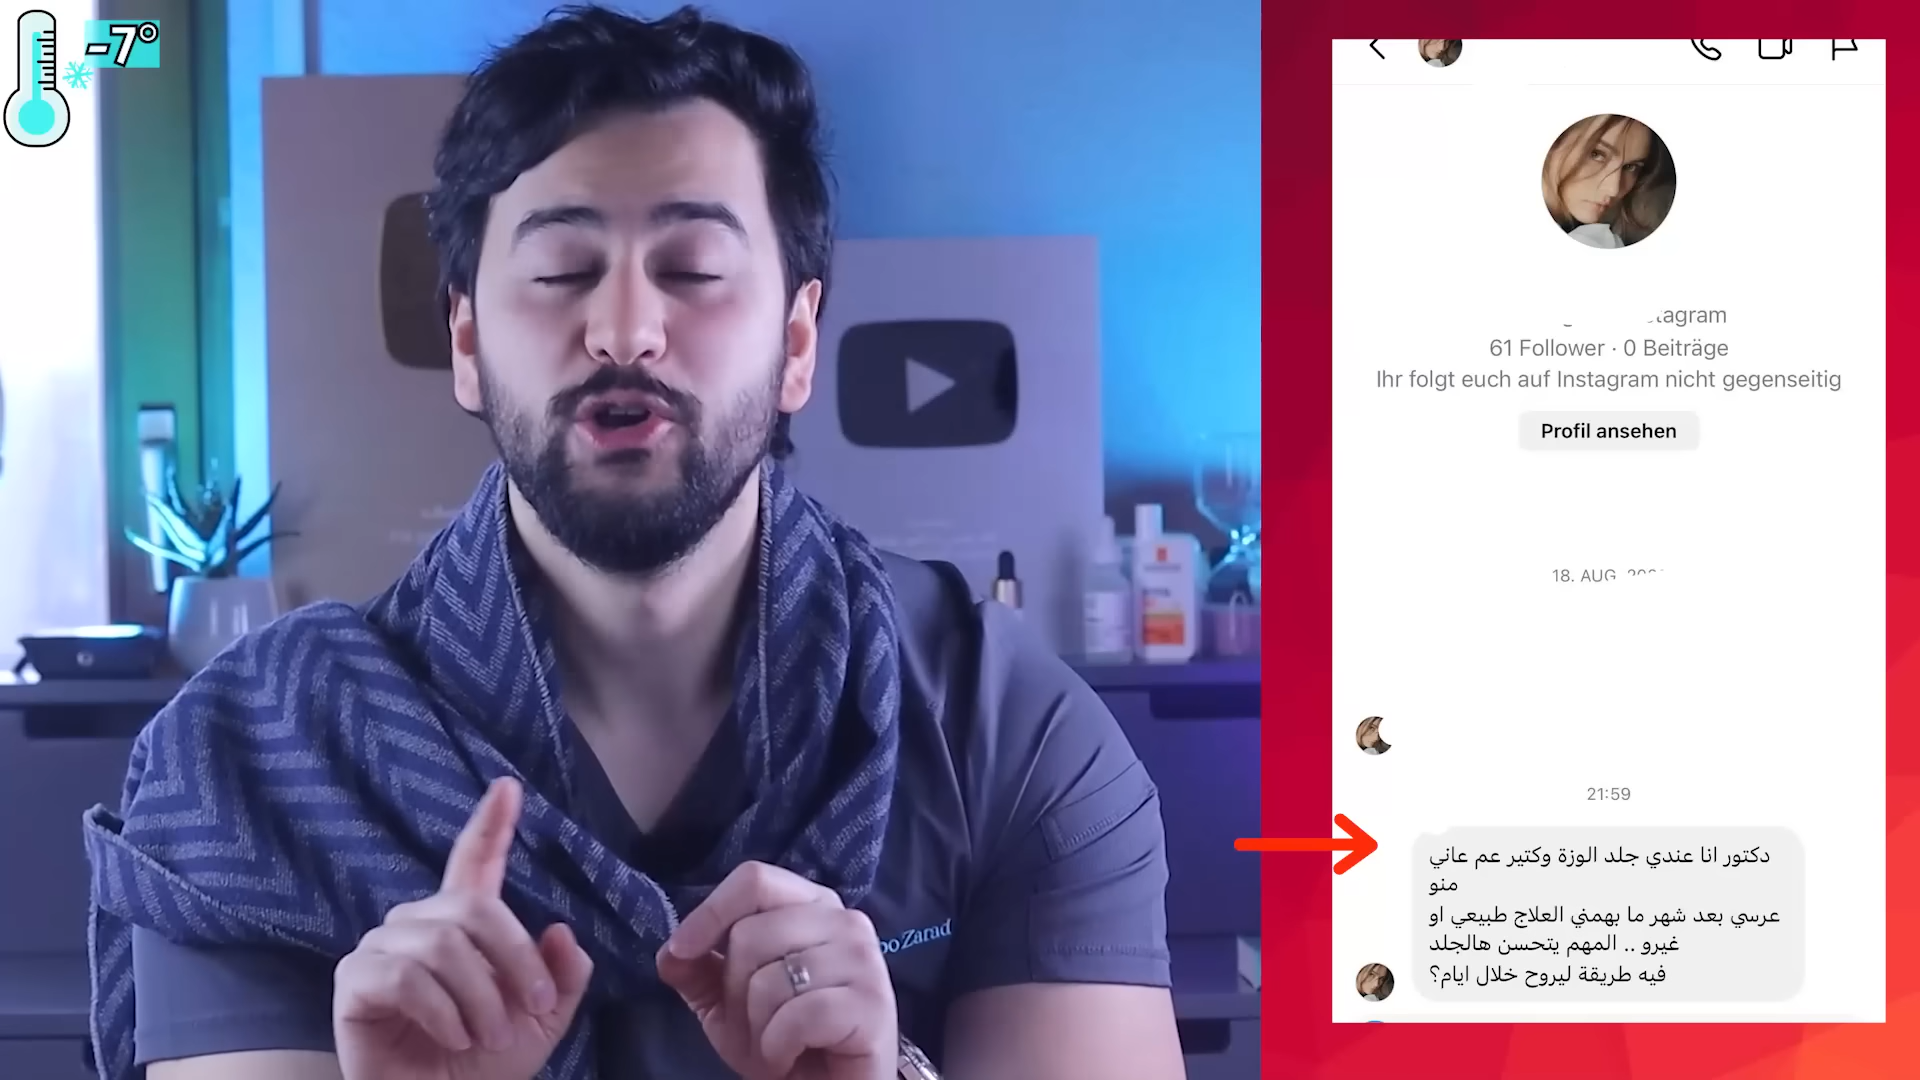 -7°
61 Follower · 0 Beiträge
Ihr folgt euch auf Instagram nicht gegenseitig
Profil ansehen
18. AUG.
21:59
دكتور انا عندي جلد الوزة وكتير عم عاني
منو
عرسي بعد شهر ما بهمني العلاج طبيعي او
غيرو .. المهم يتحسن هالجلد
فيه طريقة ليروح خلال ايام؟
Zarad